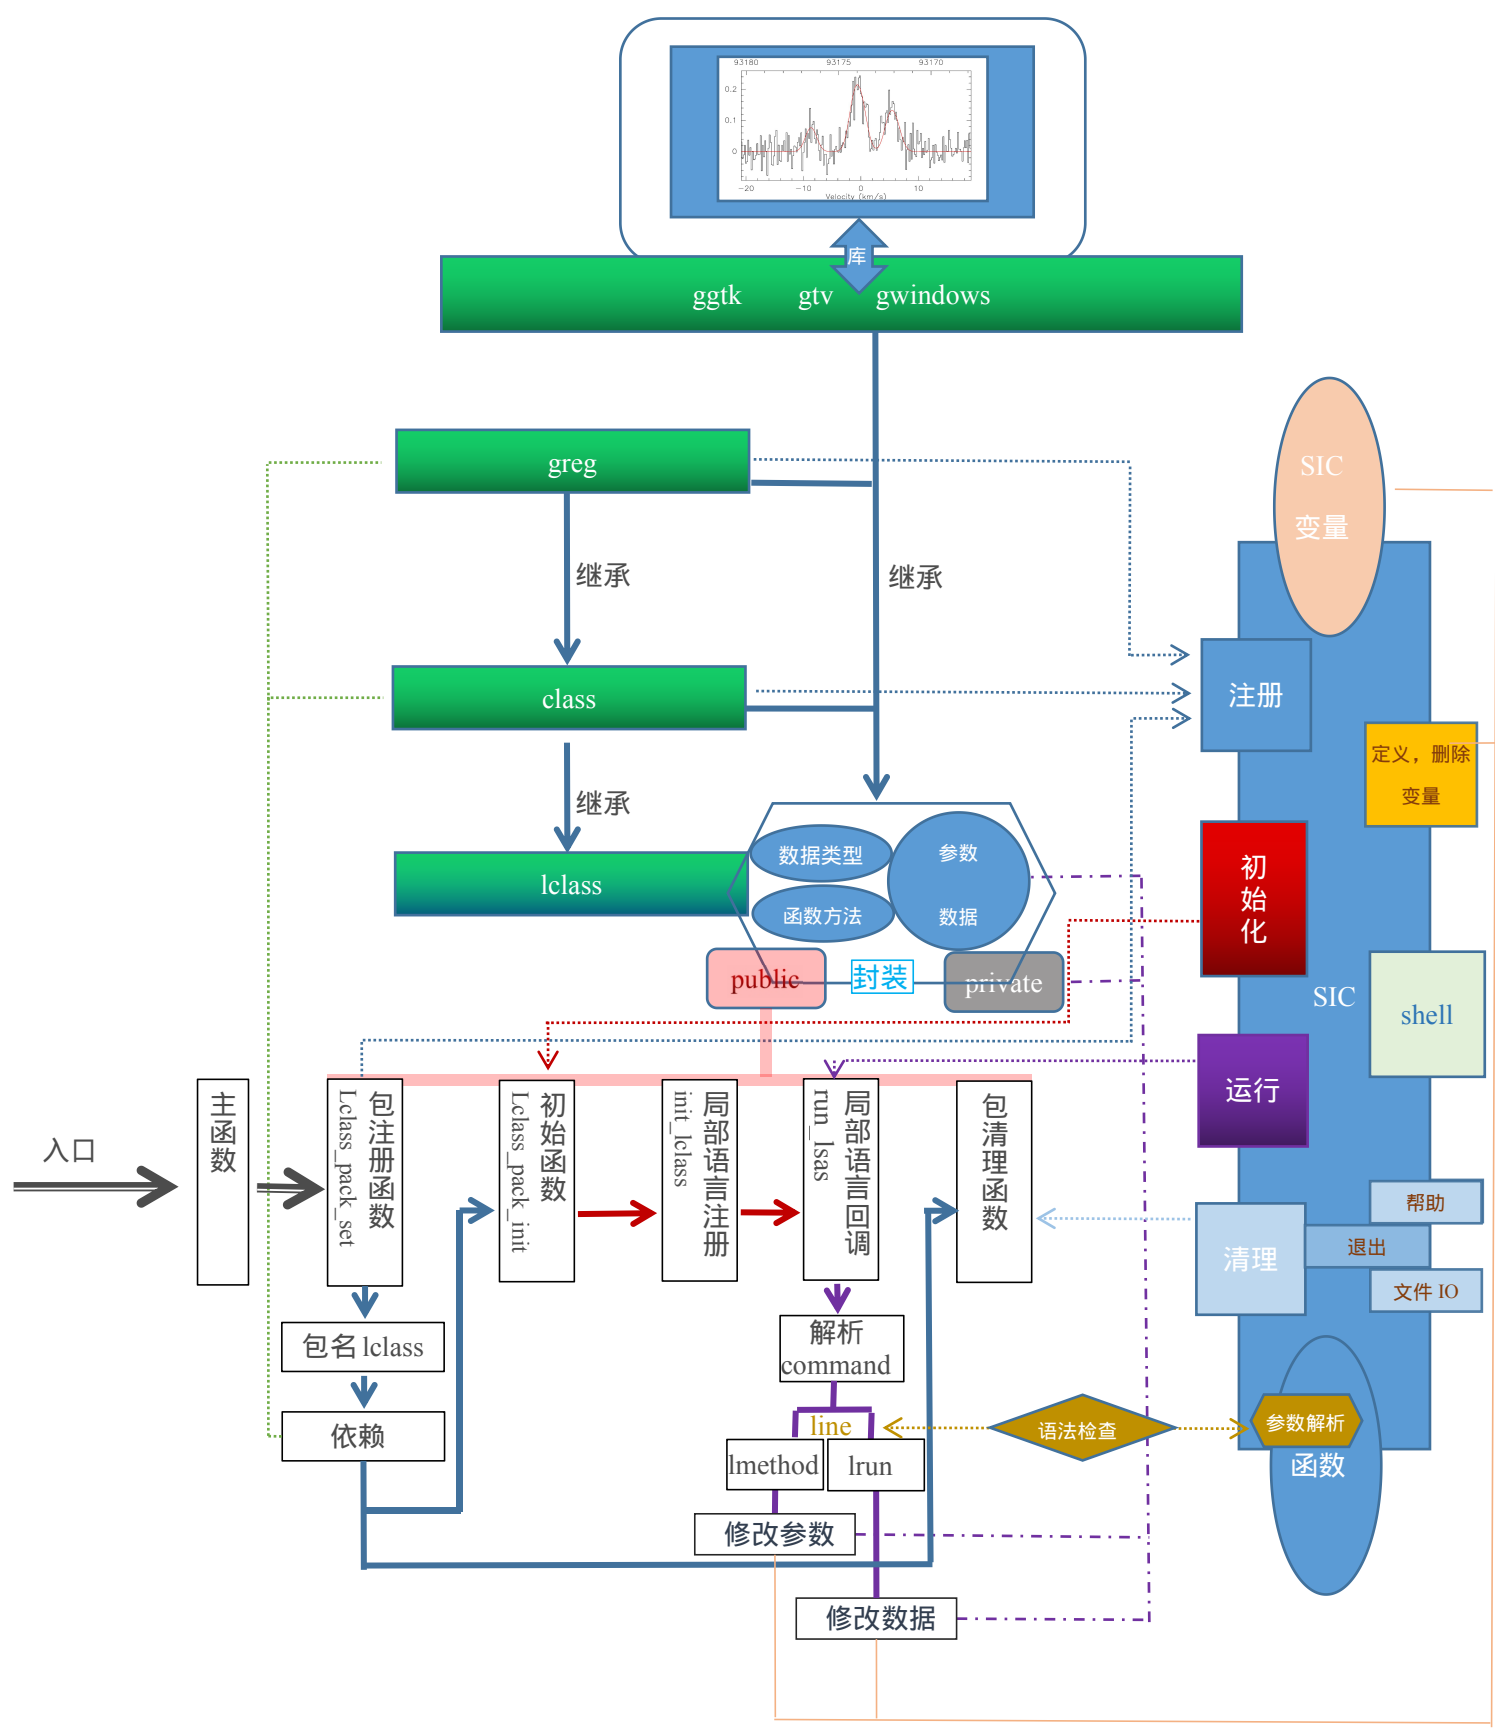 93180 93175 93170
0.2
0.1
0
-20 -10 0 10
Velocity (km/s)
库
ggtk gtv gwindows
greg
SIC
变量
继承
继承
class
注册
定义，删除
变量
继承
lclass
数据类型
函数方法
参数
数据
初始化
public
封装
private
SIC
shell
入口
主函数
包注册函数
Lclass_pack_set
初始函数
Lclass_pack_init
局部语言注册
init_lclass
局部语言回调
run_lsas
包清理函数
运行
帮助
清理
退出
文件 IO
包名 lclass
依赖
解析
command
line
语法检查
参数解析
函数
lmethod
lrun
修改参数
修改数据